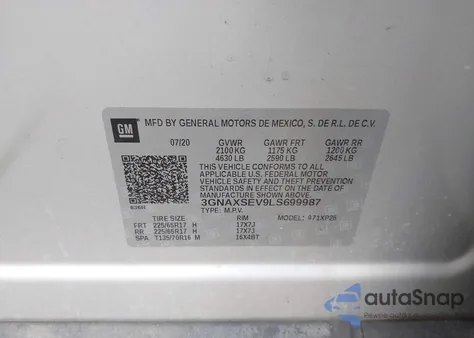 GM
MFD BY GENERAL MOTORS DE MEXICO, S. DE R.L. DE C.V.
07/20 GVWR GAWR FRT GAWR RR
2100 KG 1175 KG 1200 KG
4630 LB 2590 LB 2645 LB
THIS VEHICLE CONFORMS TO ALL
APPLICABLE U.S. FEDERAL MOTOR
VEHICLE SAFETY, BUMPER, AND THEFT
PREVENTION STANDARDS IN EFFECT ON
THE DATE OF MANUFACTURE SHOWN ABOVE.
3GNAXSEV9LS699987
TYPE: M.P.V. MODEL:
TIRE SIZE RIM
FRT 225/65R17 H 17X7J
RR 225/65R17 H 17X7J
SPA T135/70R16 M 16X4BT
autoSnap